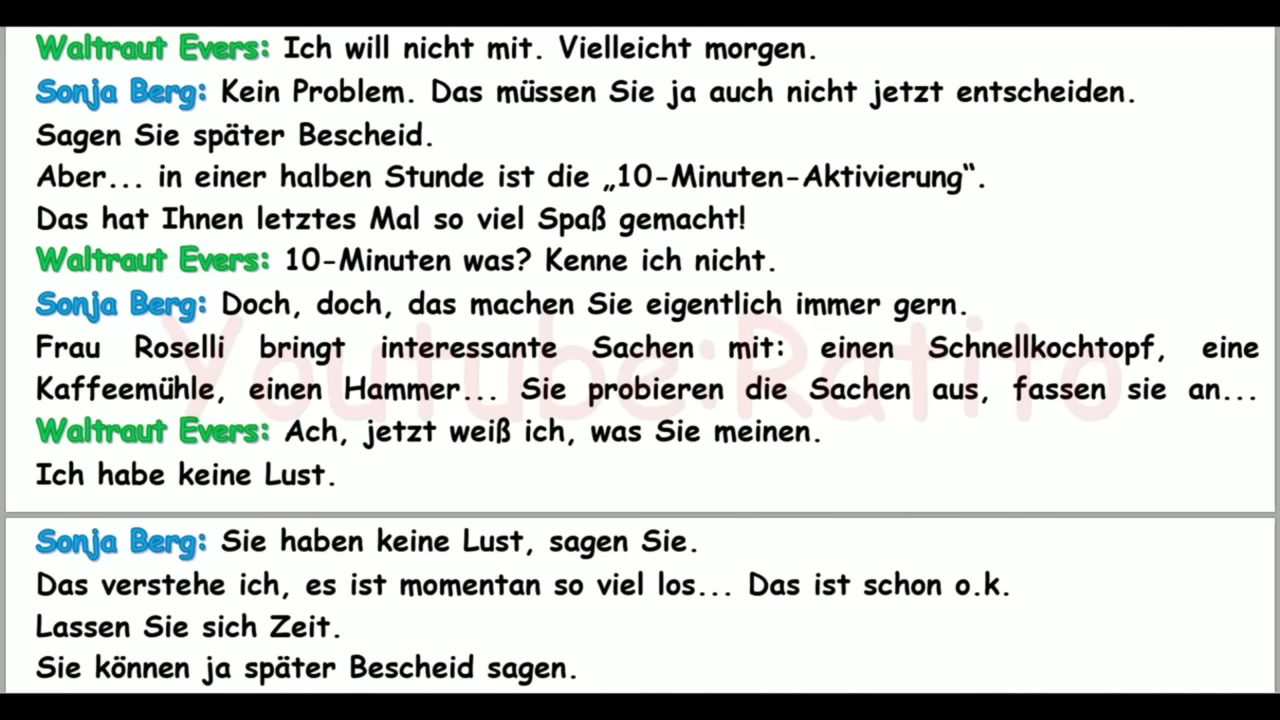 Waltraut Evers: Ich will nicht mit. Vielleicht morgen.
Sonja Berg: Kein Problem. Das müssen Sie ja auch nicht jetzt entscheiden.
Sagen Sie später Bescheid.
Aber... in einer halben Stunde ist die „10-Minuten-Aktivierung“.
Das hat Ihnen letztes Mal so viel Spaß gemacht!
Waltraut Evers: 10-Minuten was? Kenne ich nicht.
Sonja Berg: Doch, doch, das machen Sie eigentlich immer gern.
Frau Roselli bringt interessante Sachen mit: einen Schnellkochtopf, eine
Kaffeemühle, einen Hammer... Sie probieren die Sachen aus, fassen sie an...
Youtube:Ratito
Waltraut Evers: Ach, jetzt weiß ich, was Sie meinen.
Ich habe keine Lust.
Sonja Berg: Sie haben keine Lust, sagen Sie.
Das verstehe ich, es ist momentan so viel los... Das ist schon o.k.
Lassen Sie sich Zeit.
Sie können ja später Bescheid sagen.